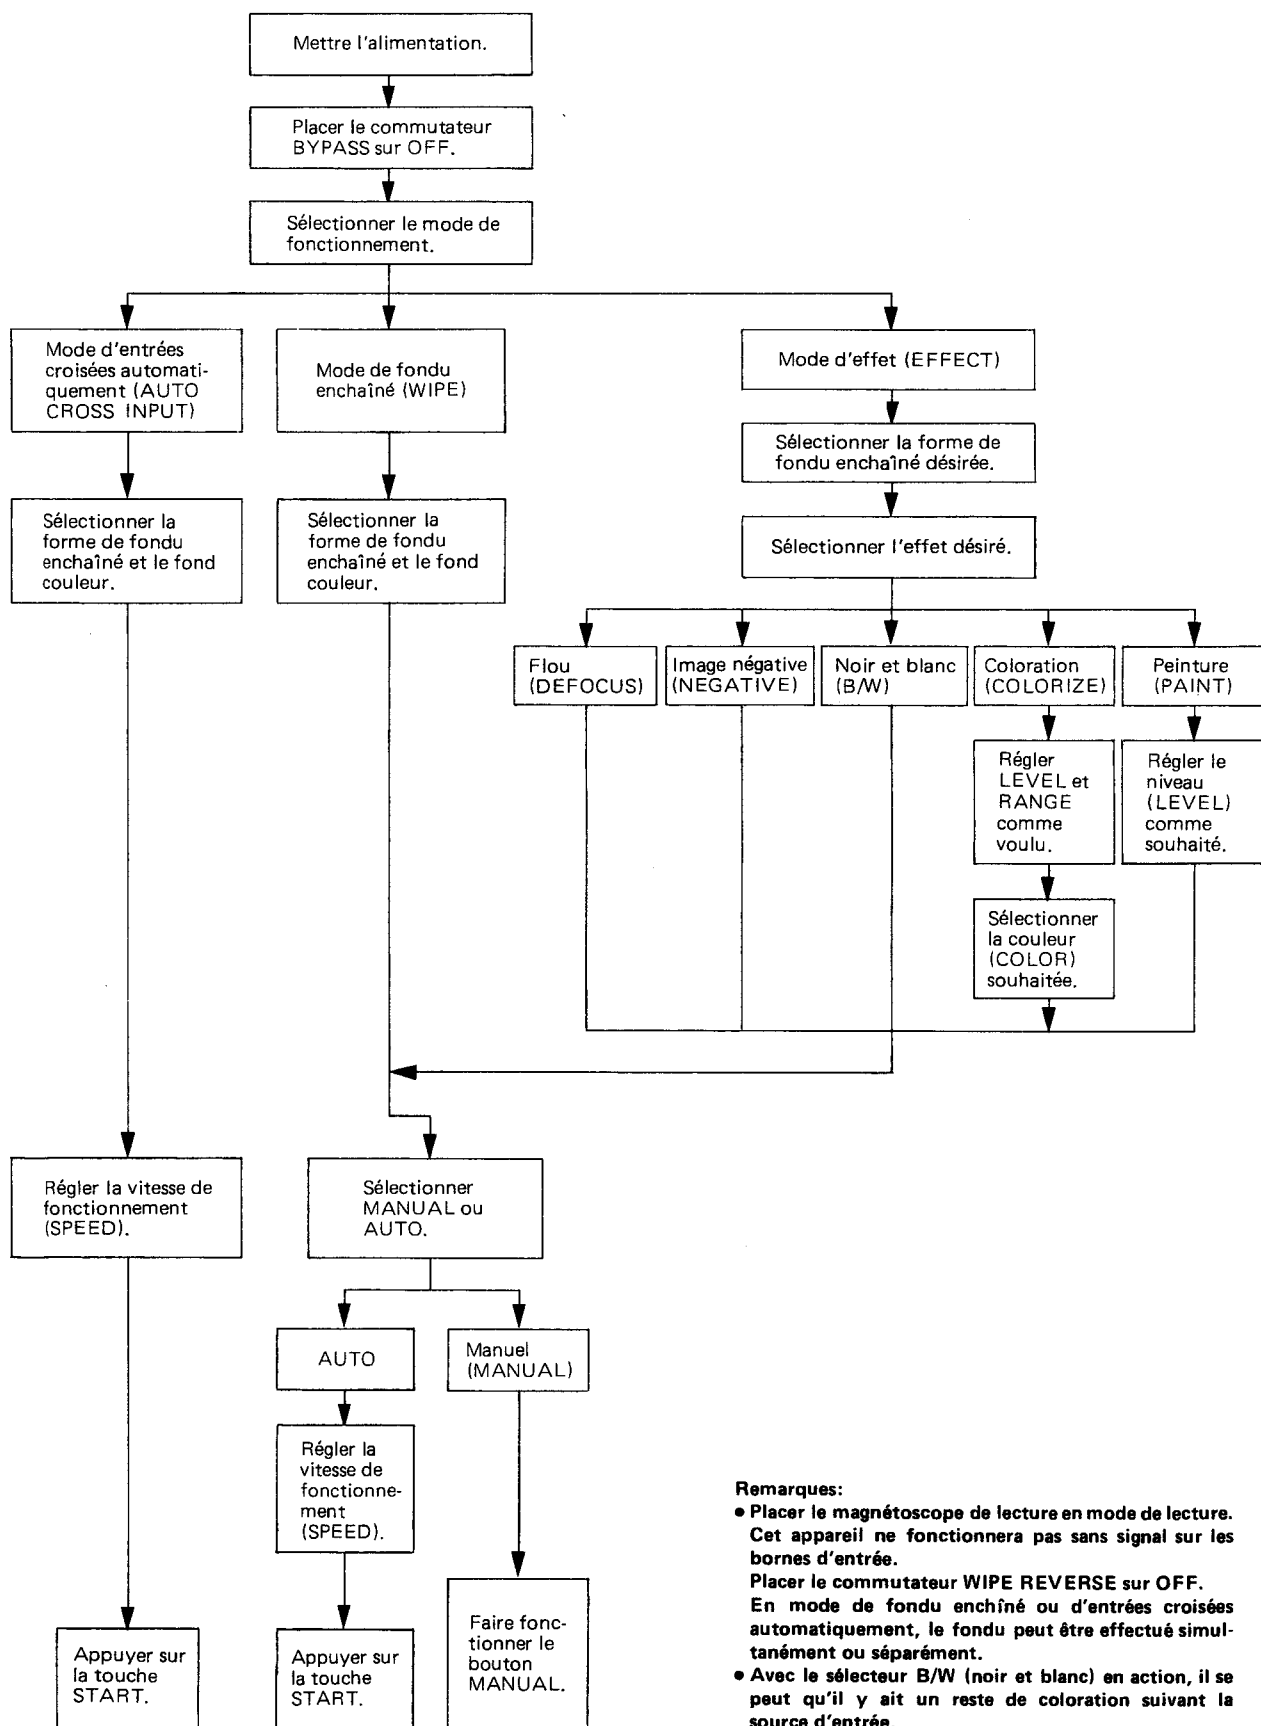 Mettre l'alimentation.
Placer le commutateur
BYPASS sur OFF.
Sélectionner le mode de
fonctionnement.
Mode d'entrées
croisées automati-
quement (AUTO
CROSS INPUT)
Mode de fondu
enchaîné (WIPE)
Mode d'effet (EFFECT)
Sélectionner la forme de
fondu enchaîné désirée.
Sélectionner la
forme de fondu
enchaîné et le fond
couleur.
Sélectionner la
forme de fondu
enchaîné et le fond
couleur.
Sélectionner l'effet désiré.
Flou
(DEFOCUS)
Image négative
(NEGATIVE)
Noir et blanc
(B/W)
Coloration
(COLORIZE)
Peinture
(PAINT)
Régler
LEVEL et
RANGE
comme
voulu.
Régler le
niveau
(LEVEL)
comme
souhaité.
Sélectionner
la couleur
(COLOR)
souhaitée.
Régler la vitesse de
fonctionnement
(SPEED).
Sélectionner
MANUAL ou
AUTO.
AUTO
Manuel
(MANUAL)
Régler la
vitesse de
fonctionne-
ment
(SPEED).
Appuyer sur
la touche
START.
Appuyer sur
la touche
START.
Faire fonc-
tionner le
bouton
MANUAL.
Remarques:
● Placer le magnétoscope de lecture en mode de lecture.
Cet appareil ne fonctionnera pas sans signal sur les
bornes d'entrée.
Placer le commutateur WIPE REVERSE sur OFF.
En mode de fondu enchîné ou d'entrées croisées
automatiquement, le fondu peut être effectué simul-
tanément ou séparément.
● Avec le sélecteur B/W (noir et blanc) en action, il se
peut qu'il y ait un reste de coloration suivant la
source d'entrée